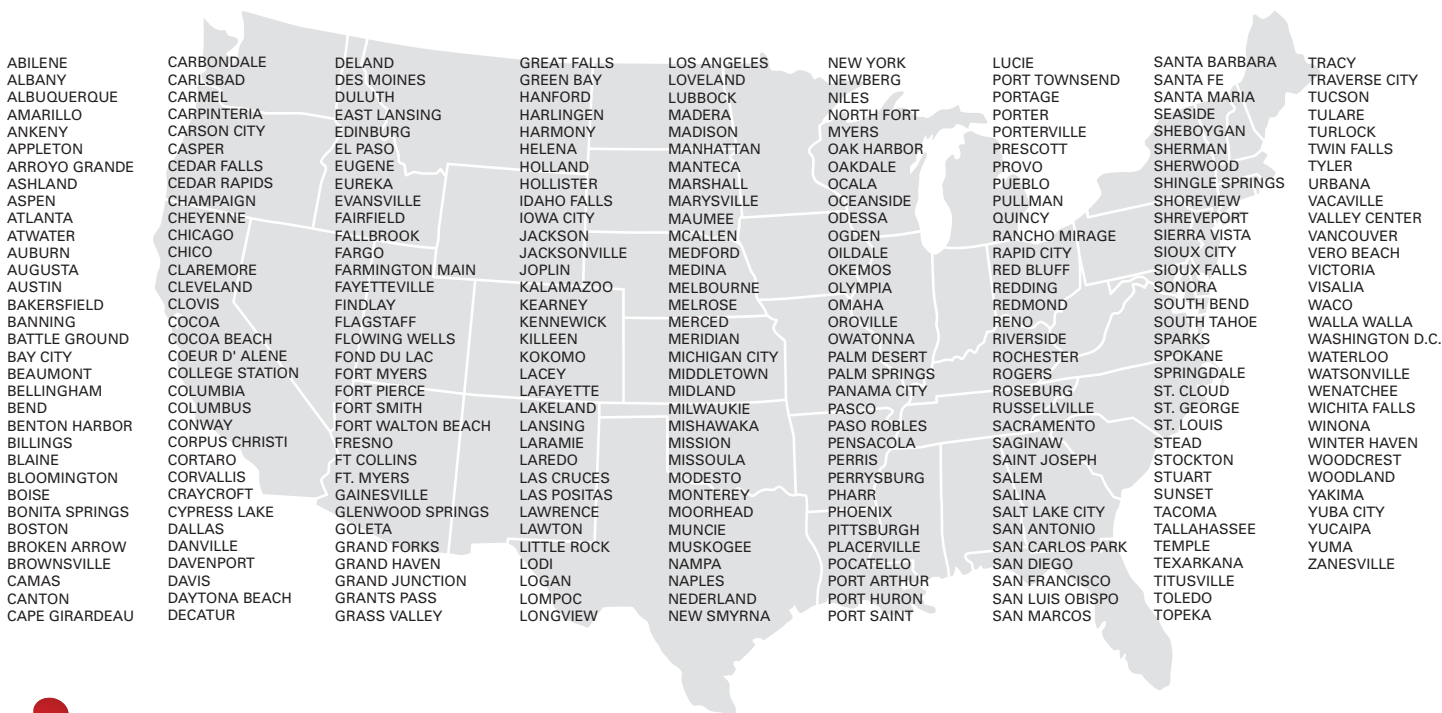 ABILENE
ALBANY
ALBUQUERQUE
AMARILLO
ANKENY
APPLETON
ARROYO GRANDE
ASHLAND
ASPEN
ATLANTA
ATWATER
AUBURN
AUGUSTA
AUSTIN
BAKERSFIELD
BANNING
BATTLE GROUND
BAY CITY
BEAUMONT
BELLINGHAM
BEND
BENTON HARBOR
BILLINGS
BLAINE
BLOOMINGTON
BOISE
BONITA SPRINGS
BOSTON
BROKEN ARROW
BROWNSVILLE
CAMAS
CANTON
CAPE GIRARDEAU
CARBONDALE
CARLSBAD
CARMEL
CARPINTERIA
CARSON CITY
CASPER
CEDAR FALLS
CEDAR RAPIDS
CHAMPAIGN
CHEYENNE
CHICAGO
CHICO
CLAREMORE
CLEVELAND
CLOVIS
COCOA
COCOA BEACH
COEUR D' ALENE
COLLEGE STATION
COLUMBIA
COLUMBUS
CONWAY
CORPUS CHRISTI
CORTARO
CORVALLIS
CRAYCROFT
CYPRESS LAKE
DALLAS
DANVILLE
DAVENPORT
DAVIS
DAYTONA BEACH
DECATUR
DELAND
DES MOINES
DULUTH
EAST LANSING
EDINBURG
EL PASO
EUGENE
EUREKA
EVANSVILLE
FAIRFIELD
FALLBROOK
FARGO
FARMINGTON MAIN
FAYETTEVILLE
FINDLAY
FLAGSTAFF
FLOWING WELLS
FOND DU LAC
FORT MYERS
FORT PIERCE
FORT SMITH
FORT WALTON BEACH
FRESNO
FT COLLINS
FT. MYERS
GAINESVILLE
GLENWOOD SPRINGS
GOLETA
GRAND FORKS
GRAND HAVEN
GRAND JUNCTION
GRANTS PASS
GRASS VALLEY
GREAT FALLS
GREEN BAY
HANFORD
HARLINGEN
HARMONY
HELENA
HOLLAND
HOLLISTER
IDAHO FALLS
IOWA CITY
JACKSON
JACKSONVILLE
JOPLIN
KALAMAZOO
KEARNEY
KENNEWICK
KILLEEN
KOKOMO
LACEY
LAFAYETTE
LAKELAND
LANSING
LARAMIE
LAREDO
LAS CRUCES
LAS POSITAS
LAWRENCE
LAWTON
LITTLE ROCK
LODI
LOGAN
LOMPOC
LONGVIEW
LOS ANGELES
LOVELAND
LUBBOCK
MADERA
MADISON
MANHATTAN
MANTECA
MARSHALL
MARYSVILLE
MAUMEE
MCALLEN
MEDFORD
MEDINA
MELBOURNE
MELROSE
MERCED
MERIDIAN
MICHIGAN CITY
MIDDLETOWN
MIDLAND
MILWAUKIE
MISHAWAKA
MISSION
MISSOULA
MODESTO
MONTEREY
MOORHEAD
MUNCIE
MUSKOGEE
NAMPA
NAPLES
NEDERLAND
NEW SMYRNA
NEW YORK
NEWBERG
NILES
NORTH FORT
MYERS
OAK HARBOR
OAKDALE
OCALA
OCEANSIDE
ODESSA
OGDEN
OILDALE
OKEMOS
OLYMPIA
OMAHA
OROVILLE
OWATONNA
PALM DESERT
PALM SPRINGS
PANAMA CITY
PASCO
PASO ROBLES
PENSACOLA
PERRIS
PERRYSBURG
PHARR
PHOENIX
PITTSBURGH
PLACERVILLE
POCATELLO
PORT ARTHUR
PORT HURON
PORT SAINT
LUCIE
PORT TOWNSEND
PORTAGE
PORTER
PORTERVILLE
PRESCOTT
PROVO
PUEBLO
PULLMAN
QUINCY
RANCHO MIRAGE
RAPID CITY
RED BLUFF
REDDING
REDMOND
RENO
RIVERSIDE
ROCHESTER
ROGERS
ROSEBURG
RUSSELLVILLE
SACRAMENTO
SAGINAW
SAINT JOSEPH
SALEM
SALINA
SALT LAKE CITY
SAN ANTONIO
SAN CARLOS PARK
SAN DIEGO
SAN FRANCISCO
SAN LUIS OBISPO
SAN MARCOS
SANTA BARBARA
SANTA FE
SANTA MARIA
SEASIDE
SHEBOYGAN
SHERMAN
SHERWOOD
SHINGLE SPRINGS
SHOREVIEW
SHREVEPORT
SIERRA VISTA
SIOUX CITY
SIOUX FALLS
SONORA
SOUTH BEND
SOUTH TAHOE
SPARKS
SPOKANE
SPRINGDALE
ST. CLOUD
ST. GEORGE
ST. LOUIS
STEAD
STOCKTON
STUART
SUNSET
TACOMA
TALLAHASSEE
TEMPLE
TEXARKANA
TITUSVILLE
TOLEDO
TOPEKA
TRACY
TRAVERSE CITY
TUCSON
TULARE
TURLOCK
TWIN FALLS
TYLER
URBANA
VACAVILLE
VALLEY CENTER
VANCOUVER
VERO BEACH
VICTORIA
VISALIA
WACO
WALLA WALLA
WASHINGTON D.C.
WATERLOO
WATSONVILLE
WENATCHEE
WICHITA FALLS
WINONA
WINTER HAVEN
WOODCREST
WOODLAND
YAKIMA
YUBA CITY
YUCAIPA
YUMA
ZANESVILLE